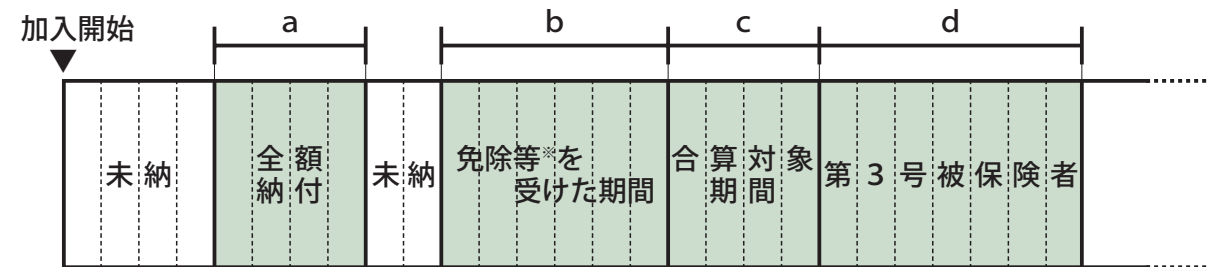 加入開始
▼
a
b
c
d
未納
全額
納付
未納
免除等※を
受けた期間
合算対象
期間
第3号被保険者